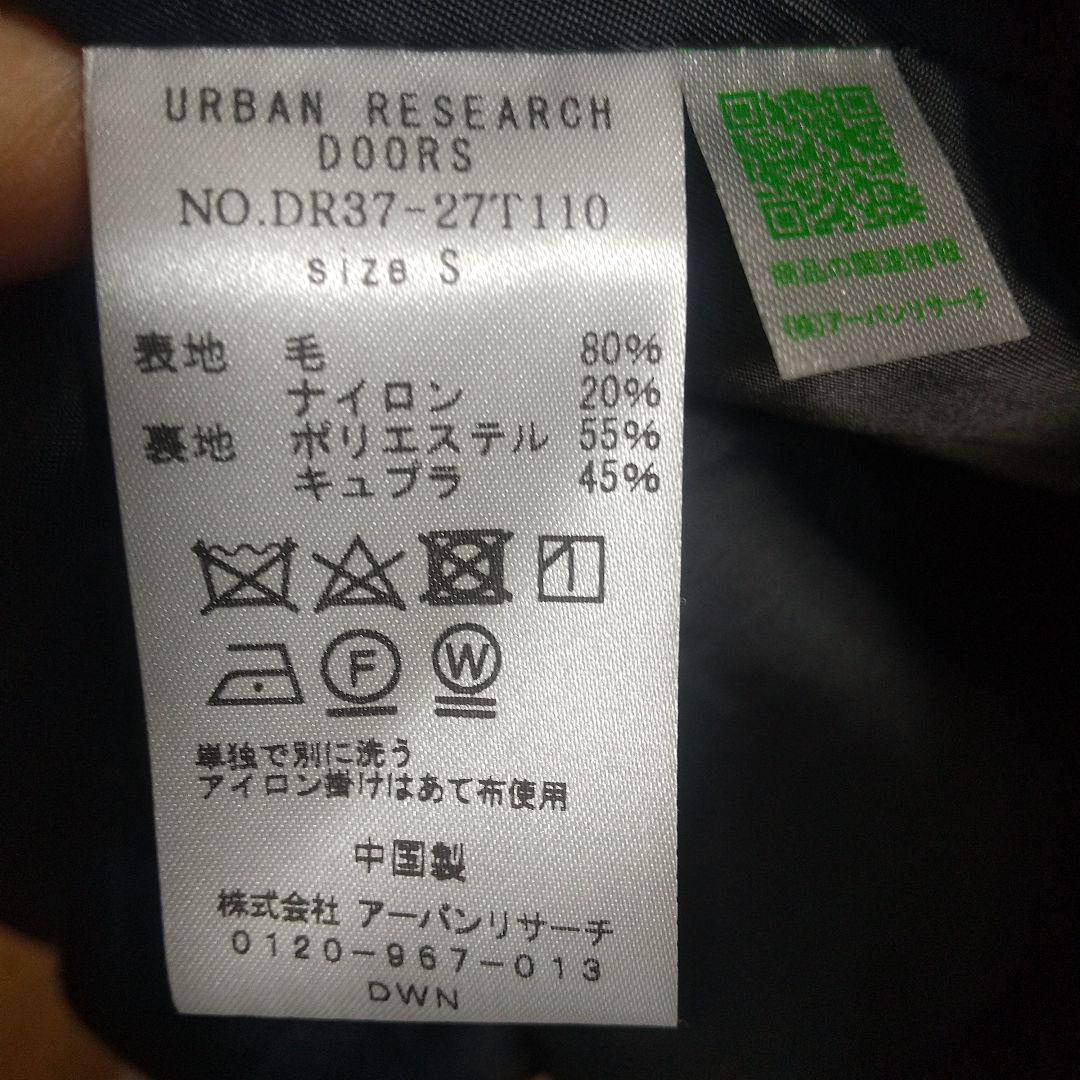 URBAN RESEARCH
DOORS
NO.DR37-27T110
size S
表地 毛 80%
ナイロン 20%
裏地 ポリエステル 55%
キュプラ 45%
F W
単独で別に洗う
アイロン掛けはあて布使用
中国製
株式会社 アーバンリサーチ
0120-967-013
DWN
商品の関連情報
(株)アーバンリサーチ